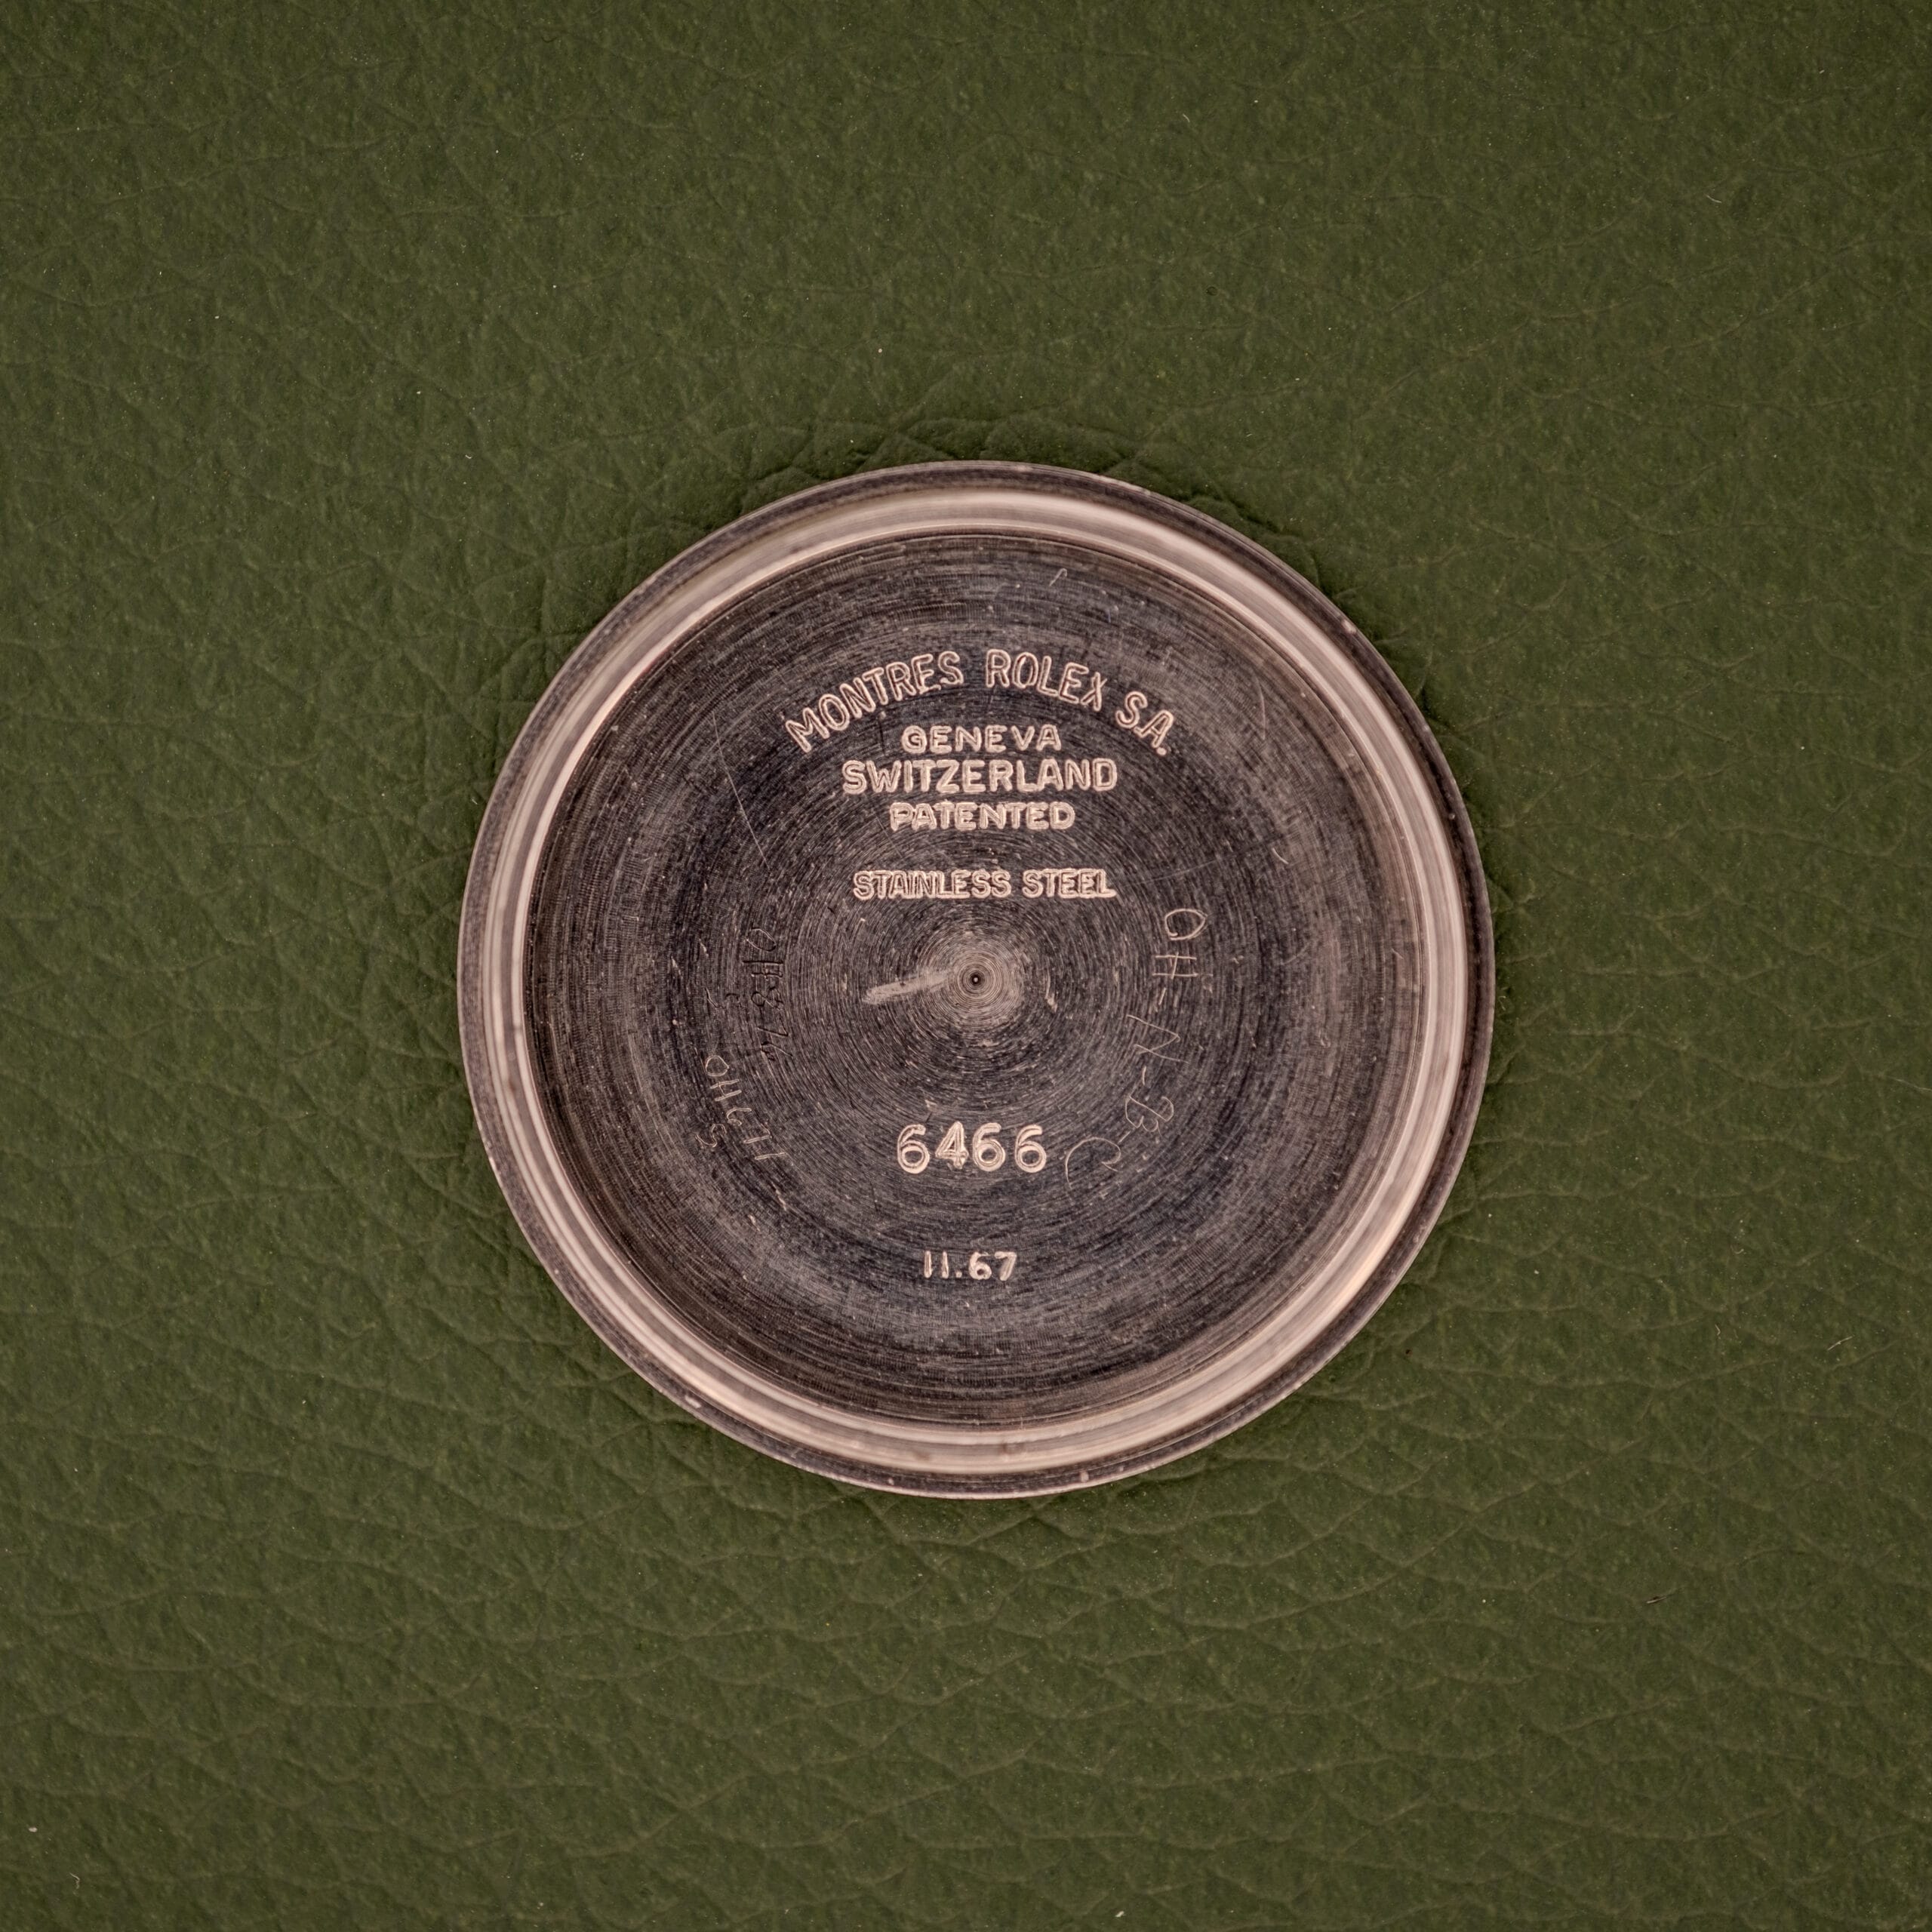 MONTRES ROLEX S.A.
GENEVA
SWITZERLAND
PATENTED
STAINLESS STEEL
6466
11.67